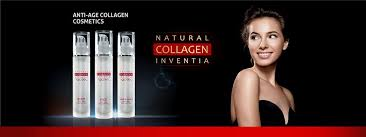 ANTI-AGE COLLAGEN
COSMETICS
NATURAL
COLLAGEN
INVENTIA